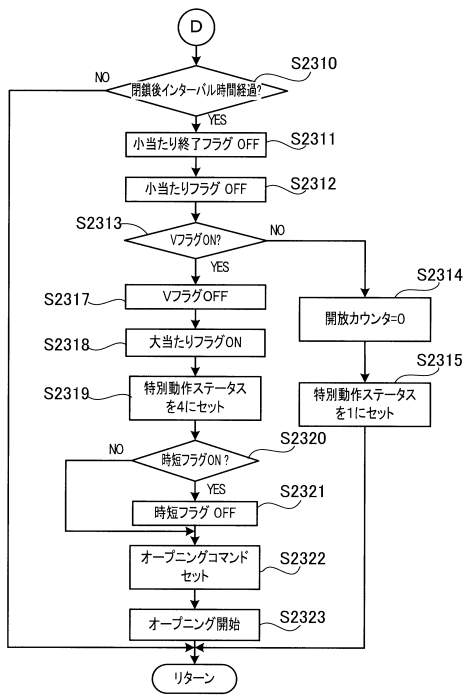 D
S2310
NO
閉鎖後インターバル時間経過?
YES
小当たり終了フラグ OFF
S2311
小当たりフラグ OFF
S2312
S2313
VフラグON?
NO
YES
S2314
S2317
VフラグOFF
開放カウンタ=0
S2318
大当たりフラグON
S2315
S2319
特別動作ステータス
を4にセット
特別動作ステータス
を1にセット
S2320
NO
時短フラグON?
YES
S2321
時短フラグ OFF
オープニングコマンド
セット
S2322
オープニング開始
S2323
リターン